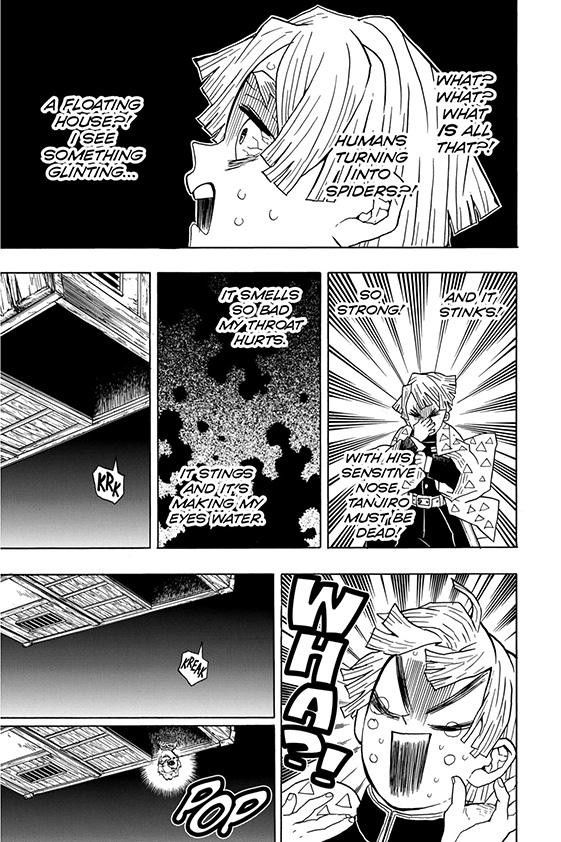 WHAT?
WHAT?
WHAT
IS ALL
THAT?!
HUMANS
TURNING
INTO
SPIDERS?!
A FLOATING
HOUSE?!
I SEE
SOMETHING
GLINTING...
AND IT
STINKS!
SO
STRONG!
WITH HIS
SENSITIVE
NOSE,
TANJIRO
MUST BE
DEAD!
IT SMELLS
SO BAD
MY THROAT
HURTS.
IT STINGS
AND IT'S
MAKING MY
EYES WATER.
KRK
WHA?!
KREAK
POP